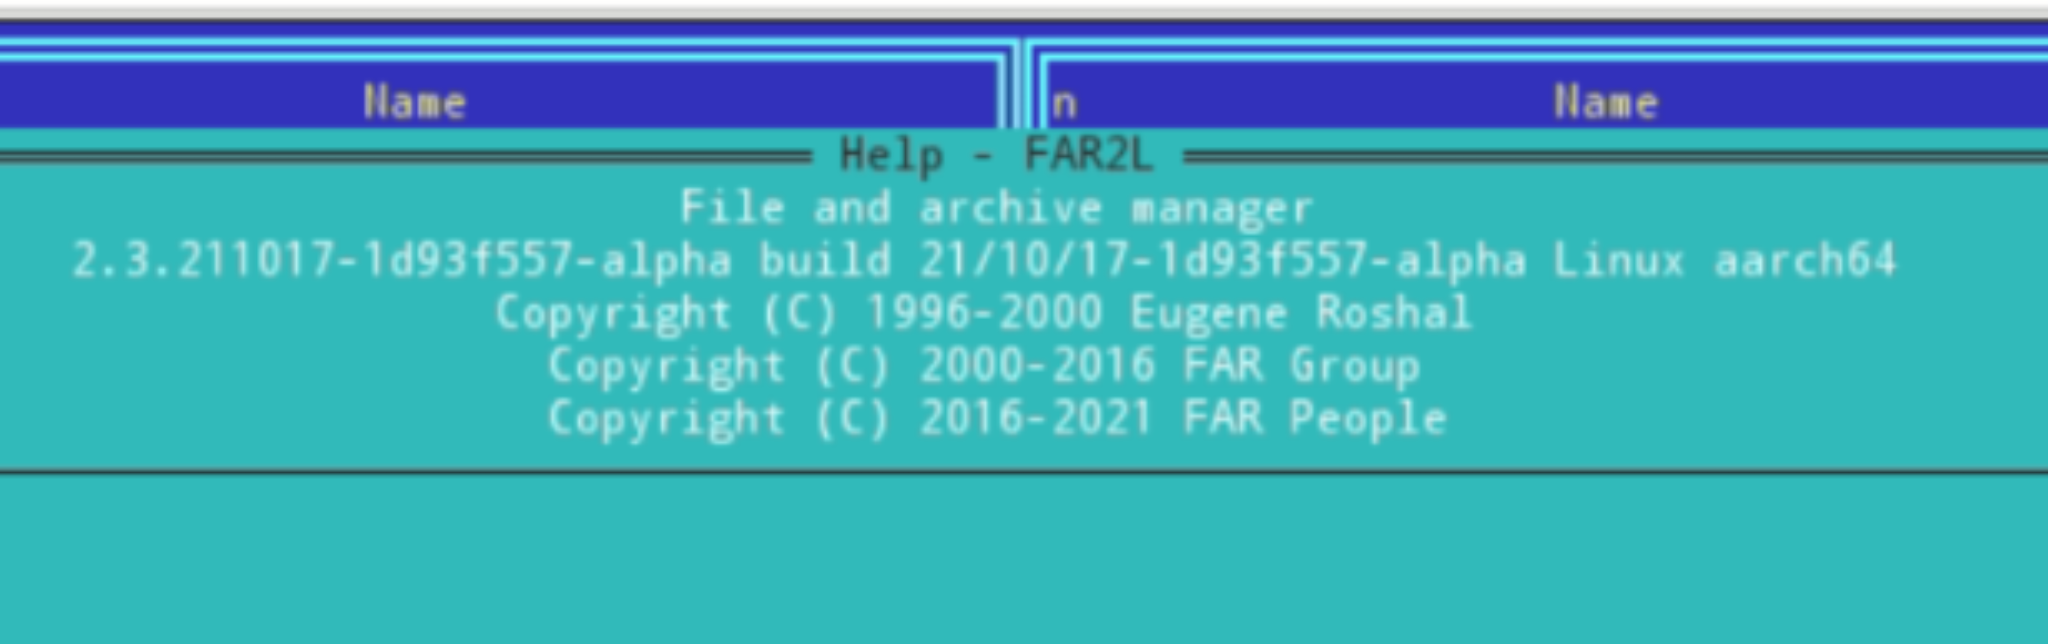 Name n Name
Help - FAR2L
File and archive manager
2.3.211017-1d93f557-alpha build 21/10/17-1d93f557-alpha Linux aarch64
Copyright (C) 1996-2000 Eugene Roshal
Copyright (C) 2000-2016 FAR Group
Copyright (C) 2016-2021 FAR People